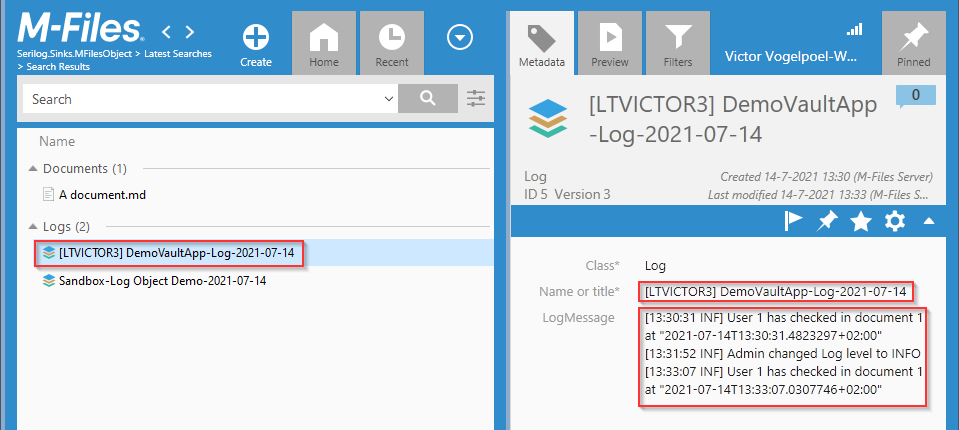 M-Files
Serilog.Sinks.MFilesObject > Latest Searches
> Search Results
Create
Home
Recent
Search
Name
Documents (1)
A document.md
Logs (2)
[LTVICTOR3] DemoVaultApp-Log-2021-07-14
Sandbox-Log Object Demo-2021-07-14
Metadata
Preview
Filters
Victor Vogelpoel-W...
Pinned
[LTVICTOR3] DemoVaultApp
-Log-2021-07-14
0
Log
Created 14-7-2021 13:30 (M-Files Server)
ID 5 Version 3
Last modified 14-7-2021 13:33 (M-Files S...
Class* Log
Name or title* [LTVICTOR3] DemoVaultApp-Log-2021-07-14
LogMessage [13:30:31 INF] User 1 has checked in document 1
at "2021-07-14T13:30:31.4823297+02:00"
[13:31:52 INF] Admin changed Log level to INFO
[13:33:07 INF] User 1 has checked in document 1
at "2021-07-14T13:33:07.0307746+02:00"